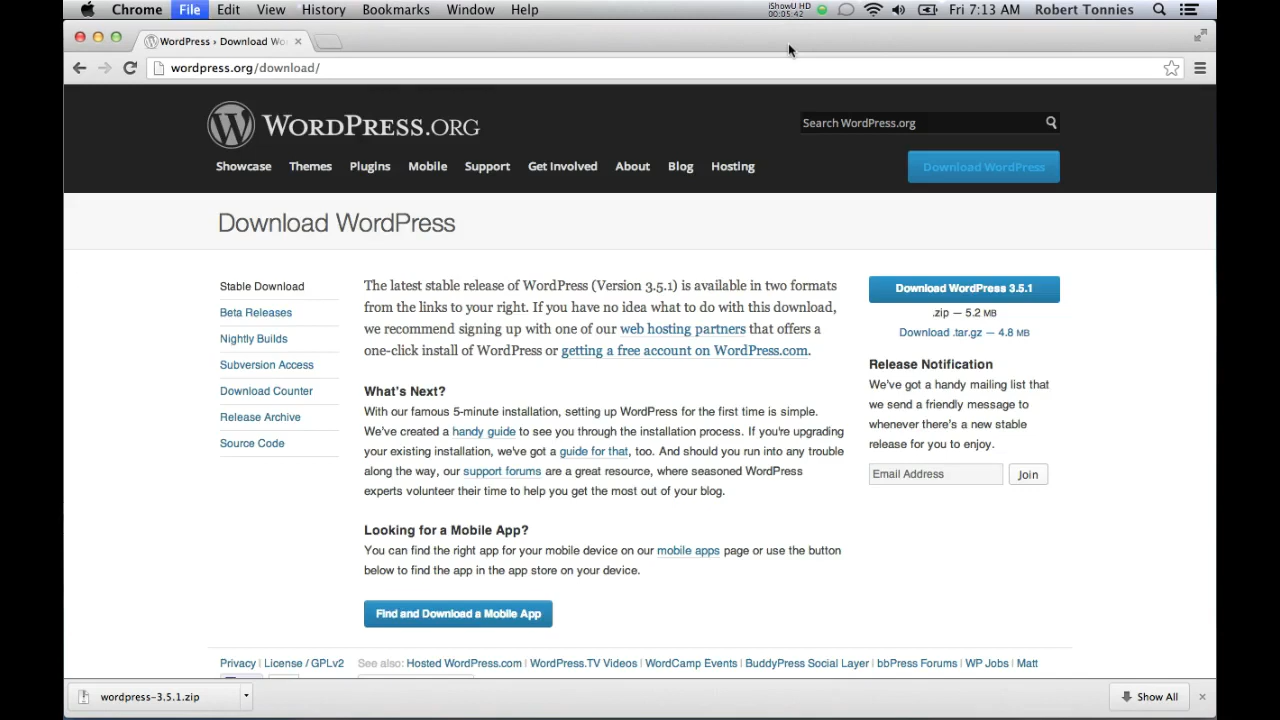 Chrome File Edit View History Bookmarks Window Help iShowU HD 00:05:42 Fri 7:13 AM Robert Tonnies
WordPress › Download Wo
wordpress.org/download/
WORDPRESS.ORG
Search WordPress.org
Showcase Themes Plugins Mobile Support Get Involved About Blog Hosting
Download WordPress
Download WordPress
Stable Download
Beta Releases
Nightly Builds
Subversion Access
Download Counter
Release Archive
Source Code
The latest stable release of WordPress (Version 3.5.1) is available in two formats
from the links to your right. If you have no idea what to do with this download,
we recommend signing up with one of our web hosting partners that offers a
one-click install of WordPress or getting a free account on WordPress.com.
What's Next?
With our famous 5-minute installation, setting up WordPress for the first time is simple.
We've created a handy guide to see you through the installation process. If you're upgrading
your existing installation, we've got a guide for that, too. And should you run into any trouble
along the way, our support forums are a great resource, where seasoned WordPress
experts volunteer their time to help you get the most out of your blog.
Looking for a Mobile App?
You can find the right app for your mobile device on our mobile apps page or use the button
below to find the app in the app store on your device.
Find and Download a Mobile App
Download WordPress 3.5.1
.zip — 5.2 MB
Download .tar.gz — 4.8 MB
Release Notification
We've got a handy mailing list that
we send a friendly message to
whenever there's a new stable
release for you to enjoy.
Email Address Join
Privacy | License / GPLv2 See also: Hosted WordPress.com | WordPress.TV Videos | WordCamp Events | BuddyPress Social Layer | bbPress Forums | WP Jobs | Matt
wordpress-3.5.1.zip
Show All